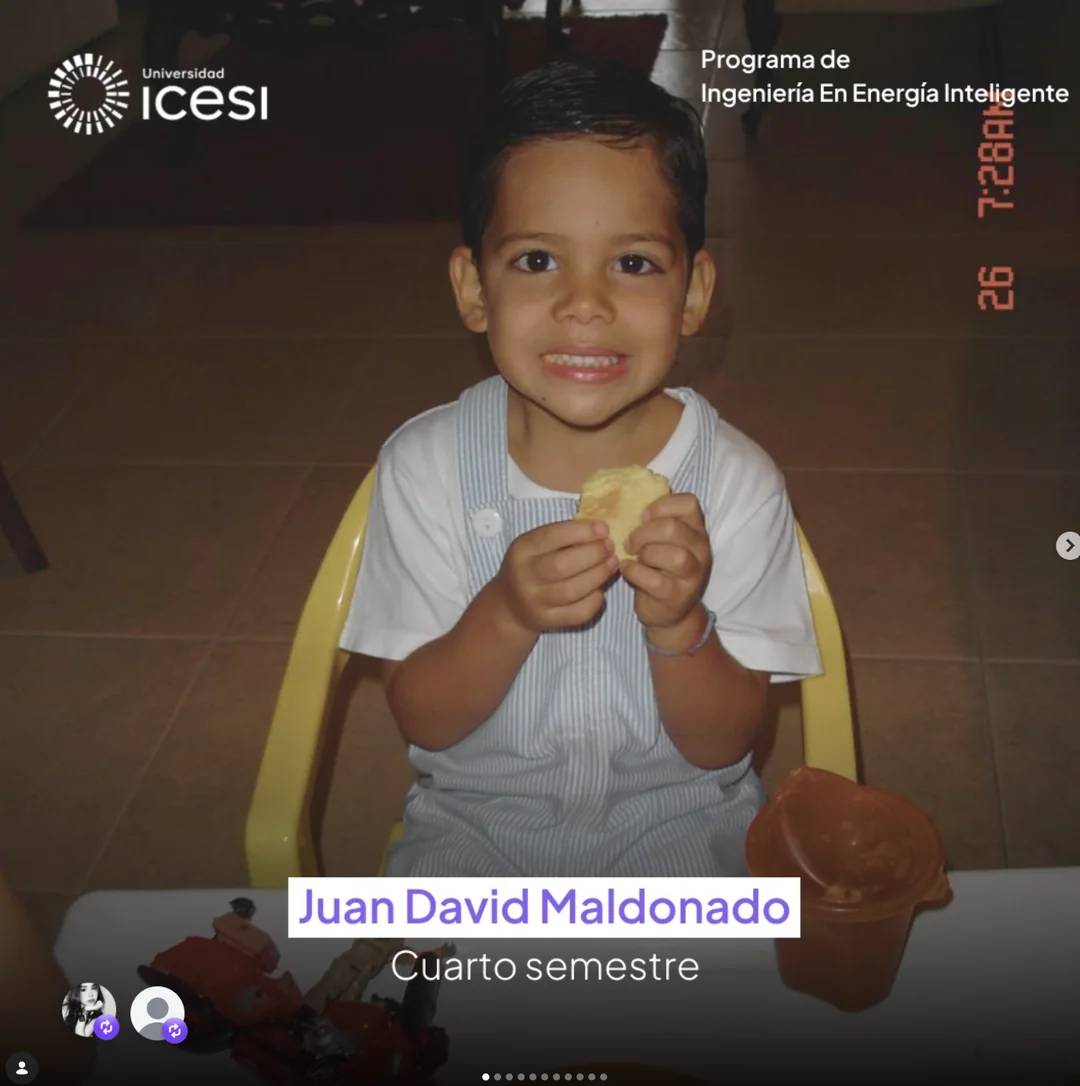 Universidad
ICESI
Programa de
Ingeniería En Energía Inteligente
7:28AM
26
Juan David Maldonado
Cuarto semestre